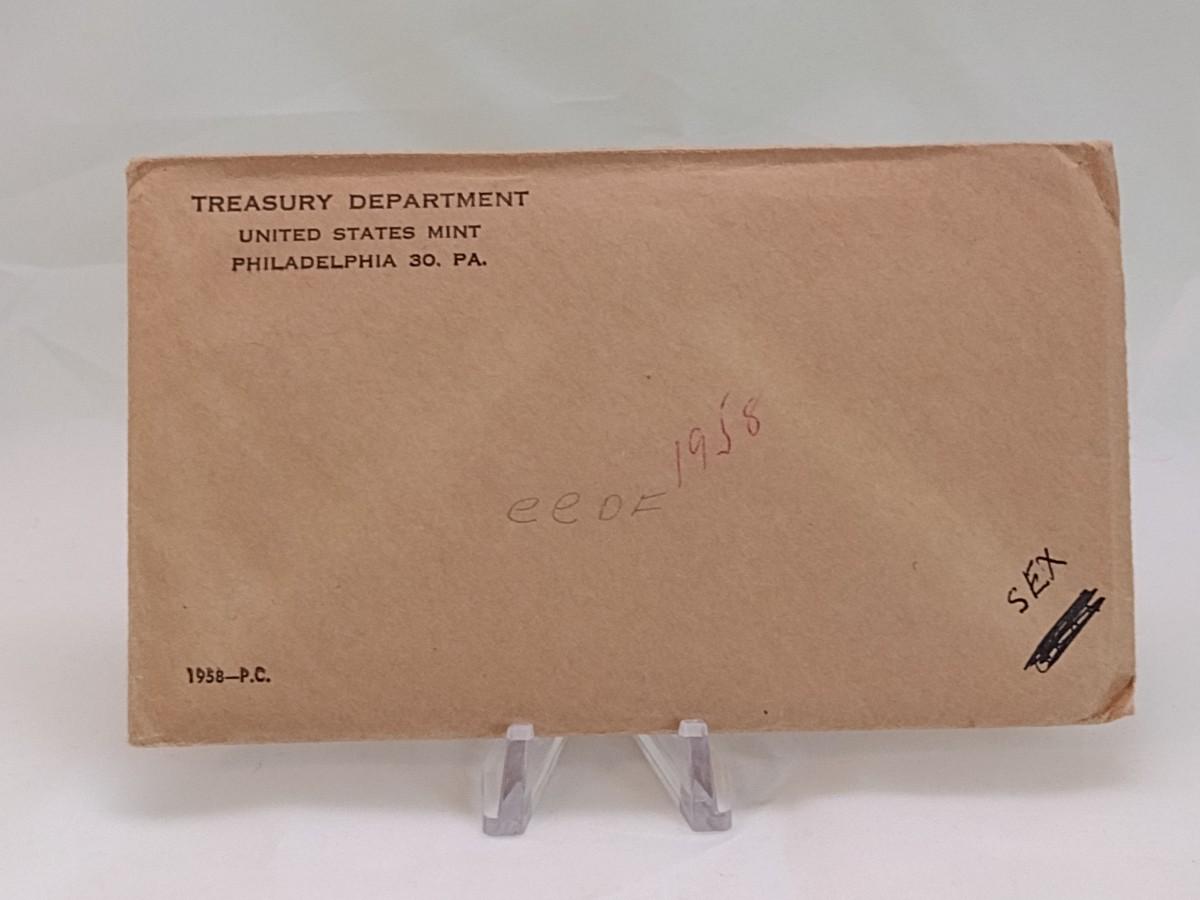 TREASURY DEPARTMENT
UNITED STATES MINT
PHILADELPHIA 30, PA.
1958
eeDF
SEX
1958—P.C.